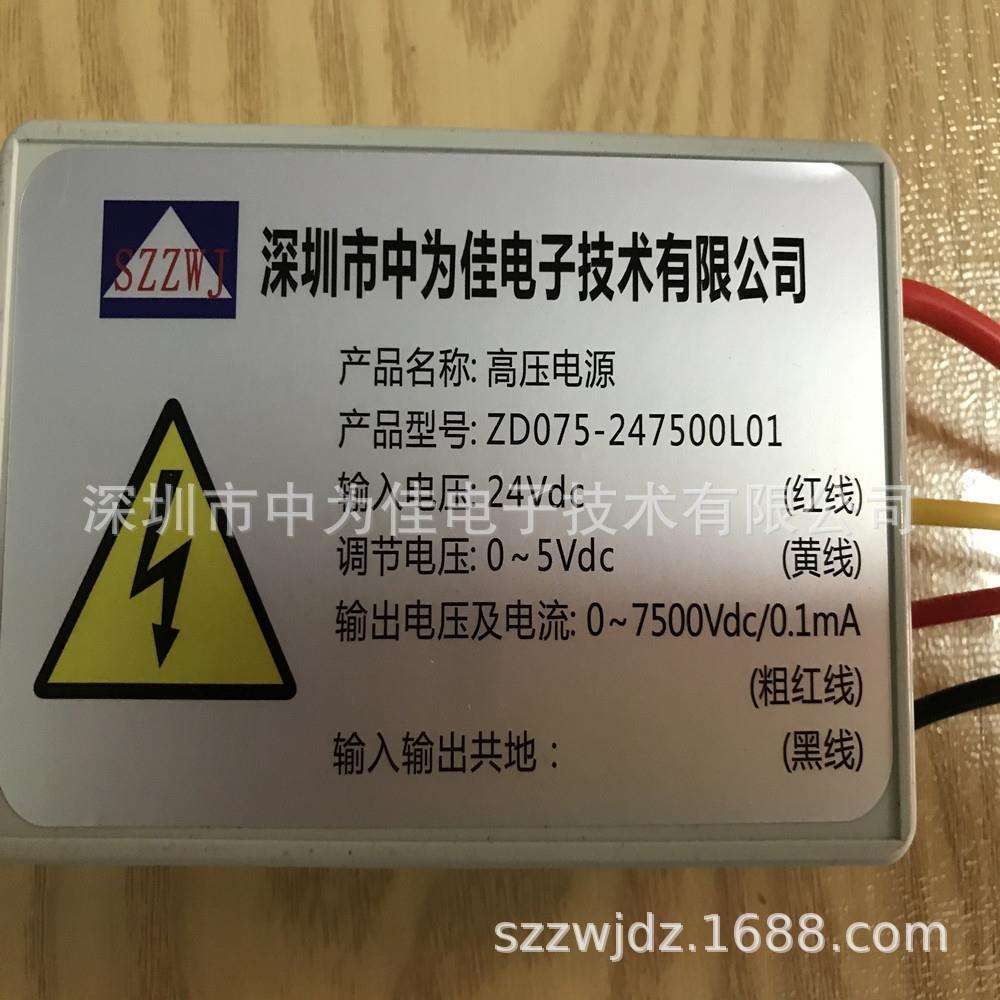 SZZWJ
深圳市中为佳电子技术有限公司
产品名称: 高压电源
产品型号: ZD075-247500L01
输入电压: 24Vdc (红线)
深圳市中为佳电子技术有限公司
调节电压: 0~5Vdc (黄线)
输出电压及电流: 0~7500Vdc/0.1mA
(粗红线)
输入输出共地： (黑线)
szzwjdz.1688.com